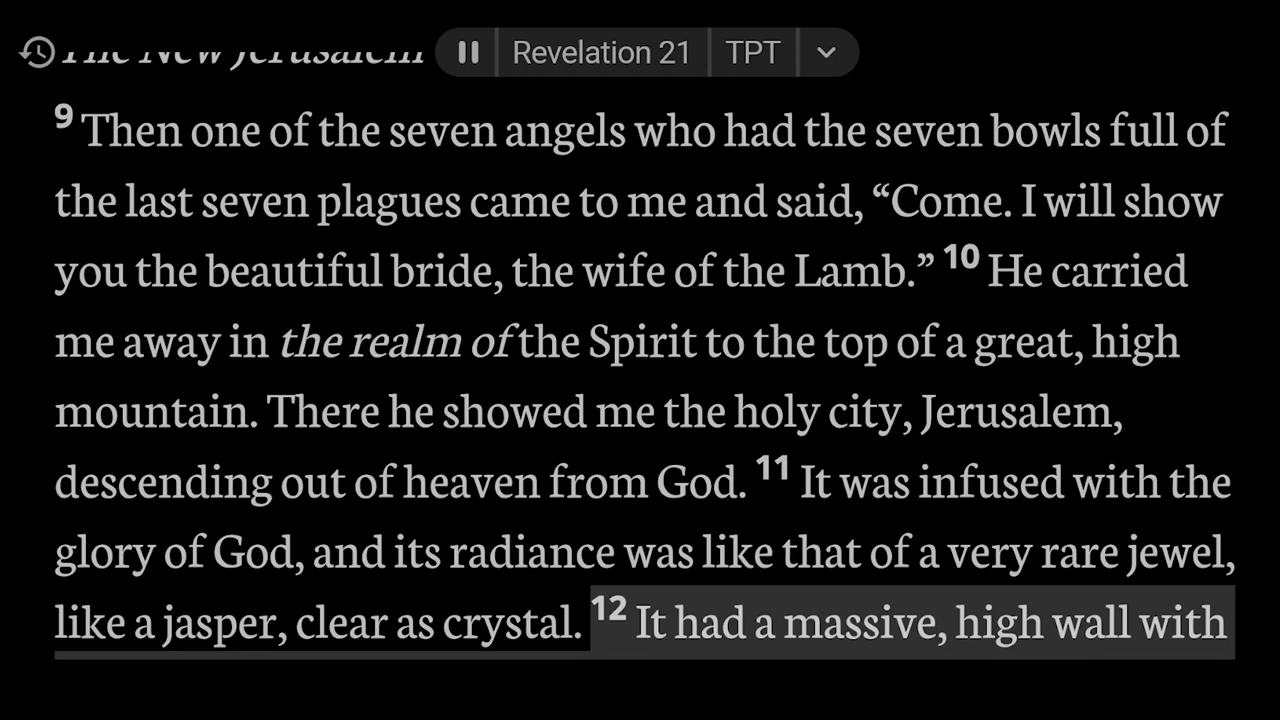 The New Jerusalem
Revelation 21 TPT
9 Then one of the seven angels who had the seven bowls full of
the last seven plagues came to me and said, “Come. I will show
you the beautiful bride, the wife of the Lamb.” 10 He carried
me away in the realm of the Spirit to the top of a great, high
mountain. There he showed me the holy city, Jerusalem,
descending out of heaven from God. 11 It was infused with the
glory of God, and its radiance was like that of a very rare jewel,
like a jasper, clear as crystal. 12 It had a massive, high wall with